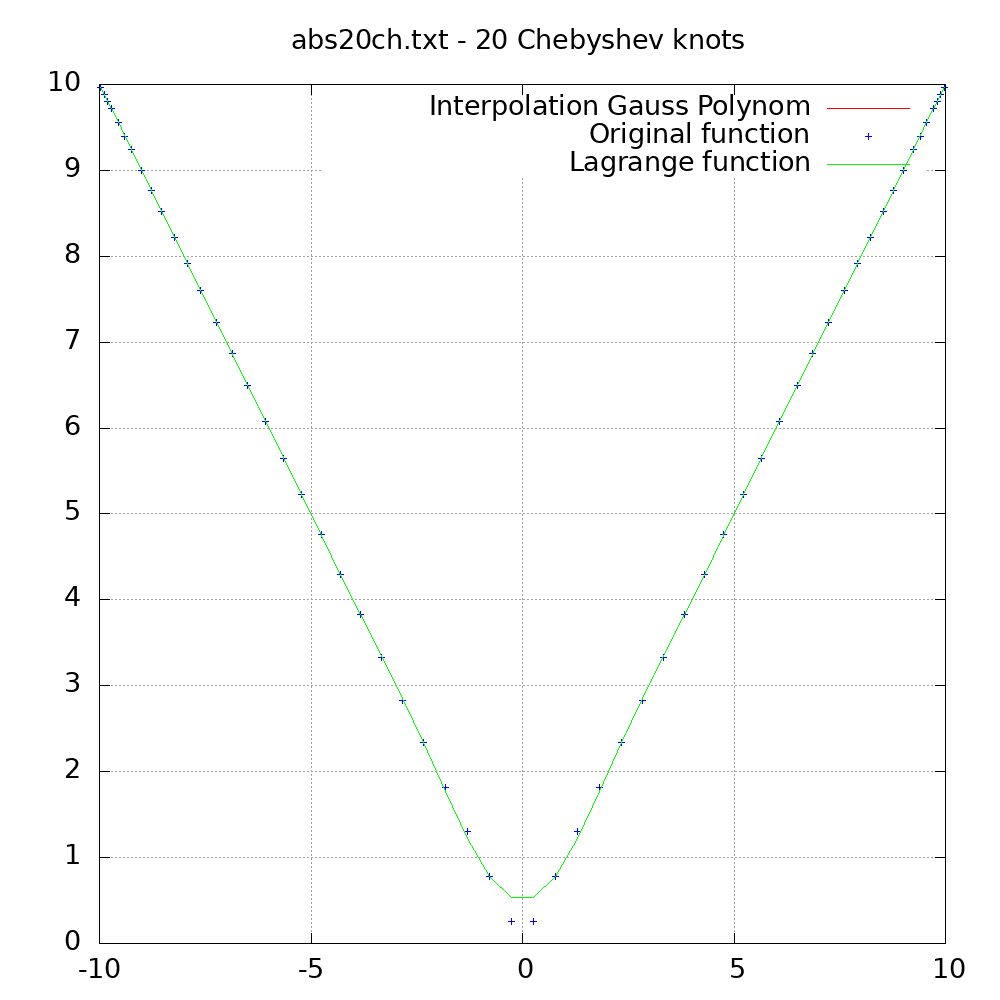 abs20ch.txt - 20 Chebyshev knots
Interpolation Gauss Polynom
Original function
Lagrange function
10
9
8
7
6
5
4
3
2
1
0
-10 -5 0 5 10